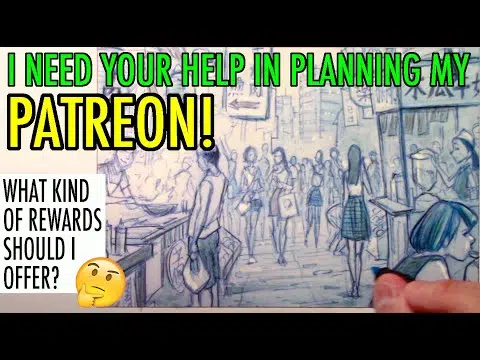 I NEED YOUR HELP IN PLANNING MY
PATREON!
WHAT KIND
OF REWARDS
SHOULD I
OFFER?